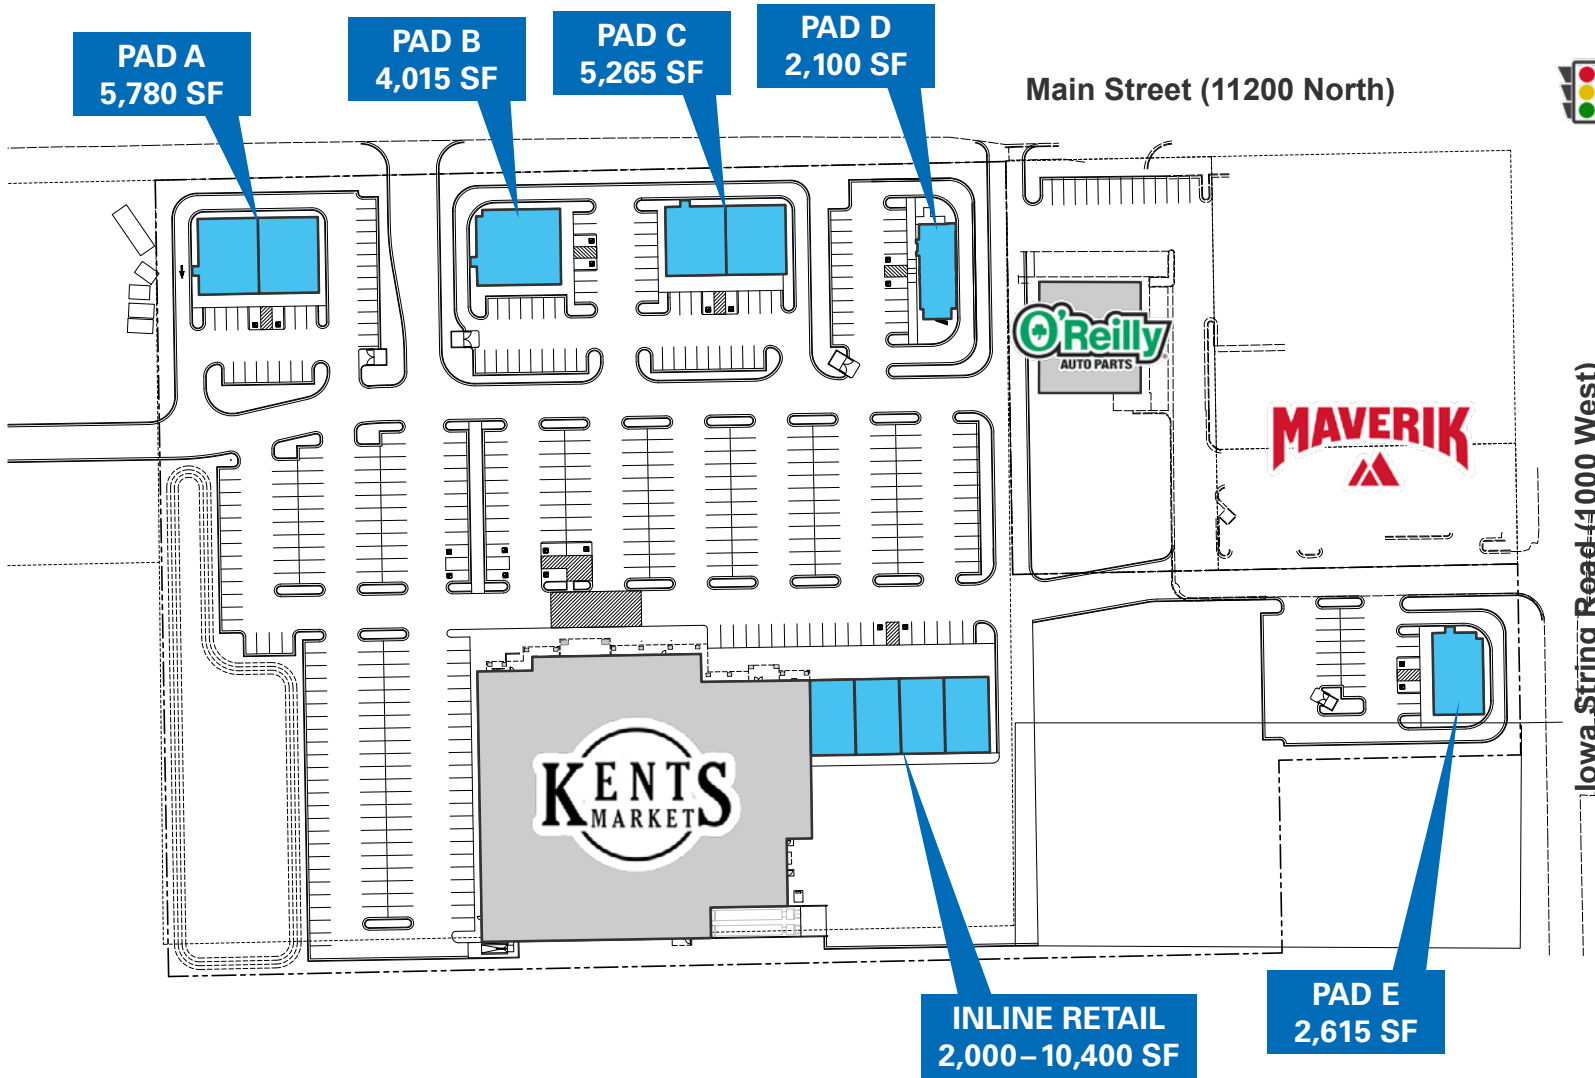 PAD A
5,780 SF
PAD B
4,015 SF
PAD C
5,265 SF
PAD D
2,100 SF
Main Street (11200 North)
O'Reilly
AUTO PARTS
MAVERIK
Iowa String Road (1000 West)
KENTS
MARKET
INLINE RETAIL
2,000–10,400 SF
PAD E
2,615 SF